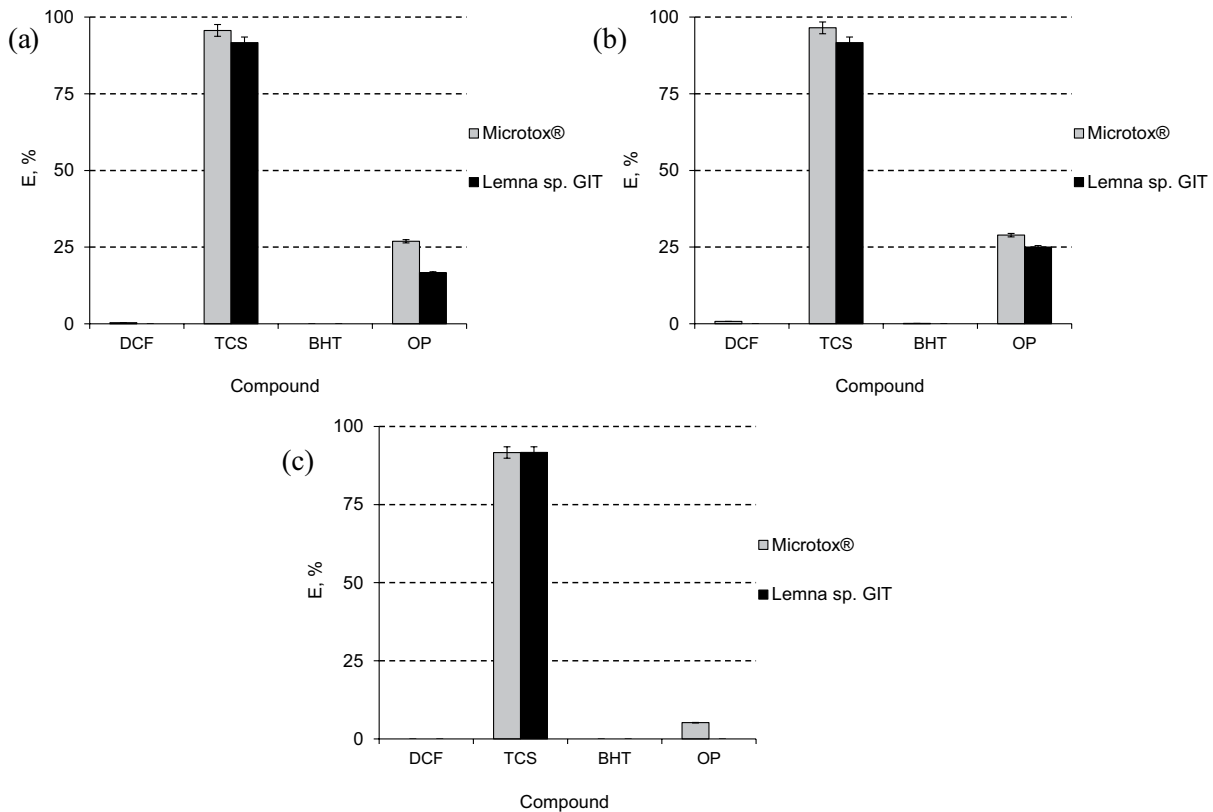 (a)
100
75
50
25
0
E, %
DCF TCS BHT OP
Compound
Microtox®
Lemna sp. GIT
(b)
100
75
50
25
0
E, %
DCF TCS BHT OP
Compound
Microtox®
Lemna sp. GIT
(c)
100
75
50
25
0
E, %
DCF TCS BHT OP
Compound
Microtox®
Lemna sp. GIT